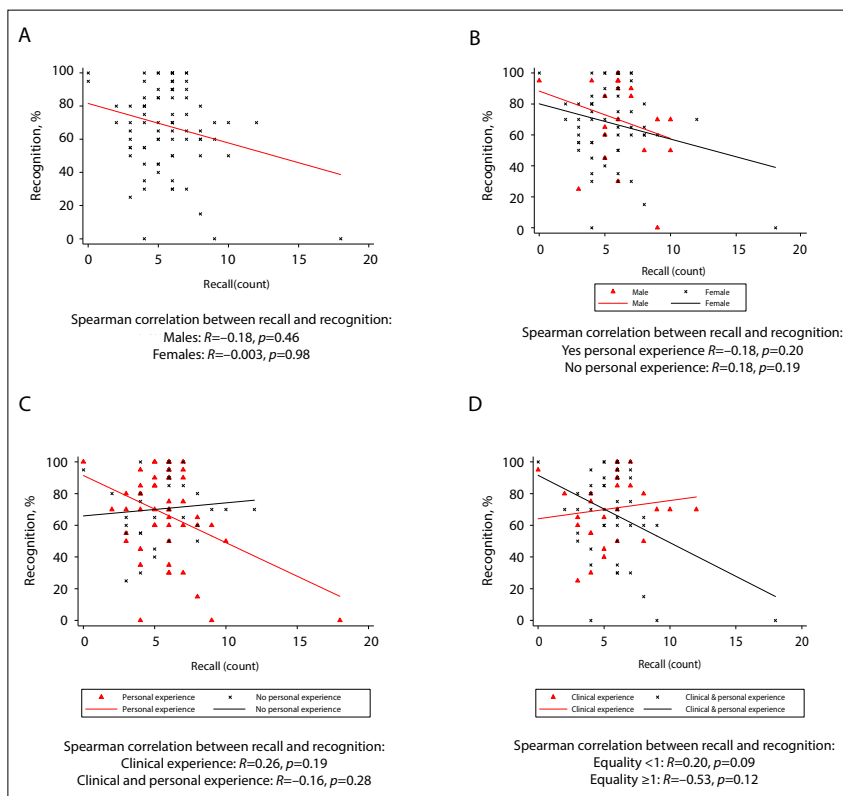 A
Recognition, %
100
80
60
40
20
0
0 5 10 15 20
Recall(count)
Spearman correlation between recall and recognition:
Males: R=–0.18, p=0.46
Females: R=–0.003, p=0.98
B
Recognition, %
100
80
60
40
20
0
0 5 10 15 20
Recall (count)
Male Female
Male Female
Spearman correlation between recall and recognition:
Yes personal experience R=–0.18, p=0.20
No personal experience: R=0.18, p=0.19
C
Recognition, %
100
80
60
40
20
0
0 5 10 15 20
Recall (count)
Personal experience No personal experience
Personal experience No personal experience
Spearman correlation between recall and recognition:
Clinical experience: R=0.26, p=0.19
Clinical and personal experience: R=–0.16, p=0.28
D
Recognition, %
100
80
60
40
20
0
0 5 10 15 20
Recall (count)
Clinical experience Clinical & personal experience
Clinical experience Clinical & personal experience
Spearman correlation between recall and recognition:
Equality <1: R=0.20, p=0.09
Equality ≥1: R=–0.53, p=0.12